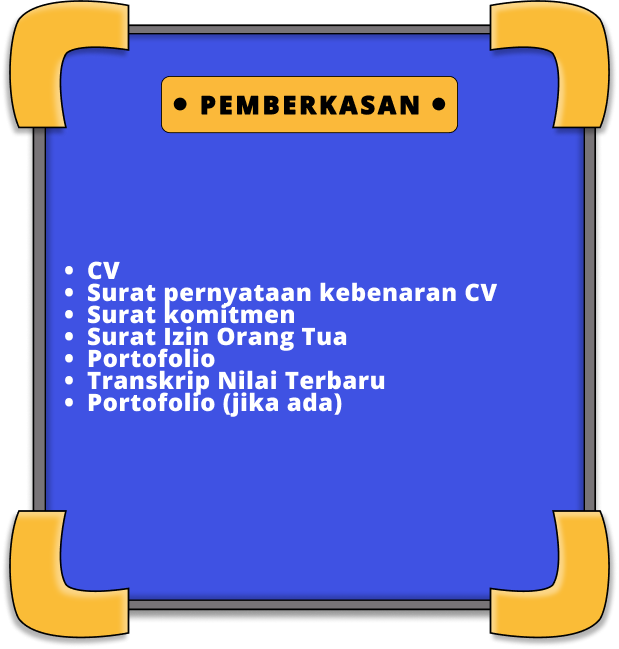 • PEMBERKASAN •
• CV
• Surat pernyataan kebenaran CV
• Surat komitmen
• Surat Izin Orang Tua
• Portofolio
• Transkrip Nilai Terbaru
• Portofolio (jika ada)